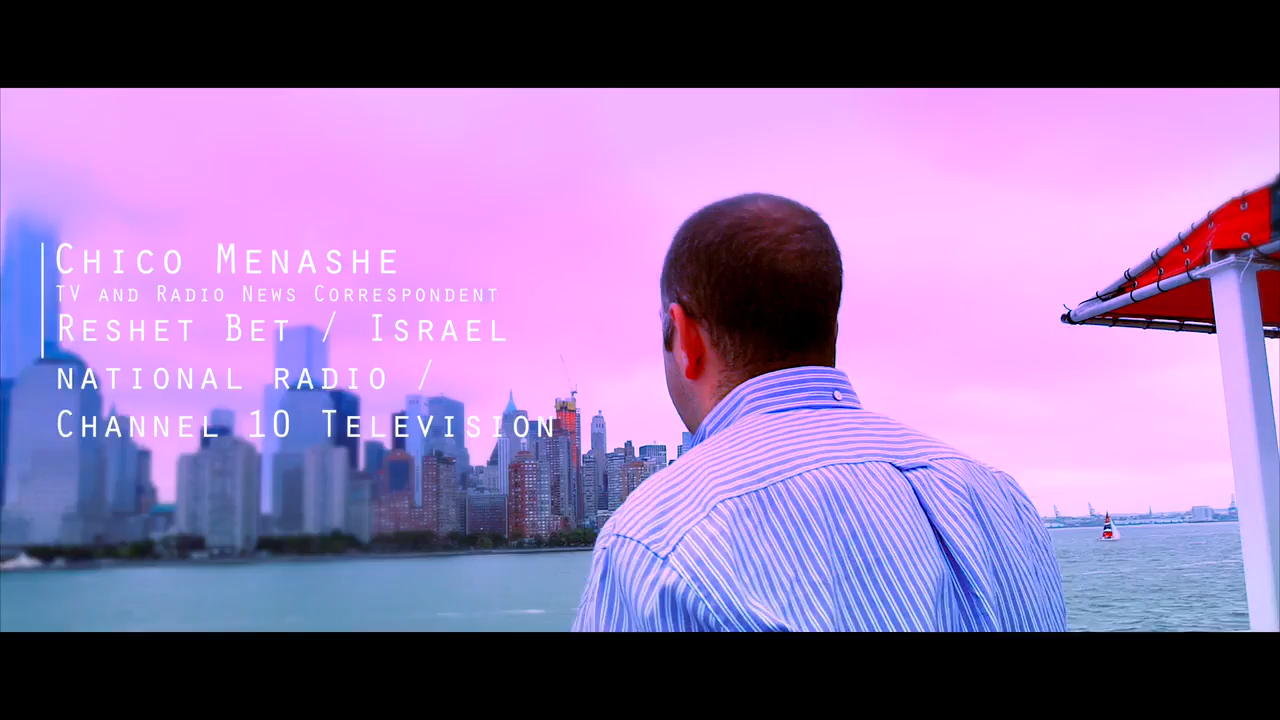 Chico Menashe
TV and Radio News Correspondent
Reshet Bet / Israel
national radio /
Channel 10 Television